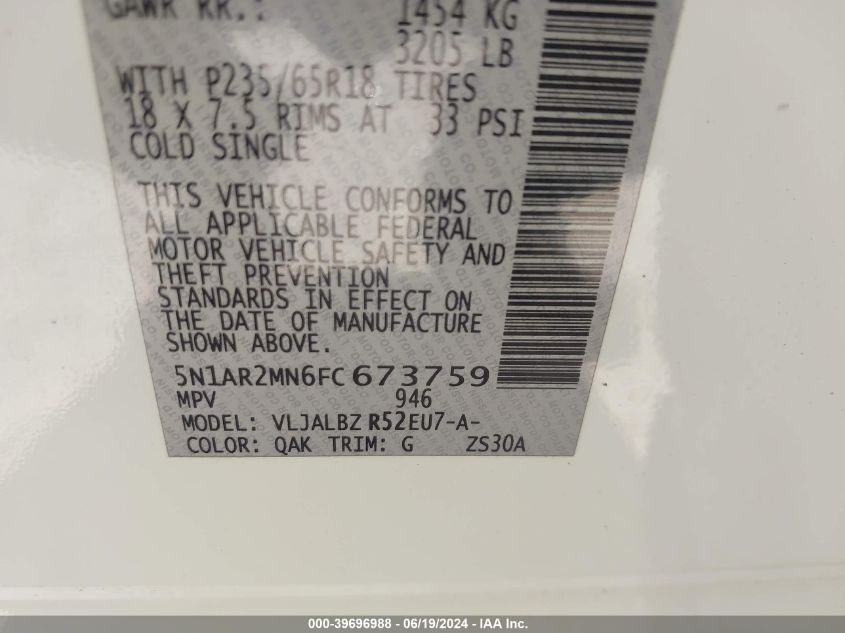 GAWR RR.: 1454 KG
3205 LB
WITH P235/65R18 TIRES
18 X 7.5 RIMS AT 33 PSI
COLD SINGLE
THIS VEHICLE CONFORMS TO
ALL APPLICABLE FEDERAL
MOTOR VEHICLE SAFETY AND
THEFT PREVENTION
STANDARDS IN EFFECT ON
THE DATE OF MANUFACTURE
SHOWN ABOVE.
5N1AR2MN6FC673759
MPV 946
MODEL: VLJALBZ R52EU7-A-
COLOR: QAK TRIM: G ZS30A
000-39696988 - 06/19/2024 - IAA Inc.